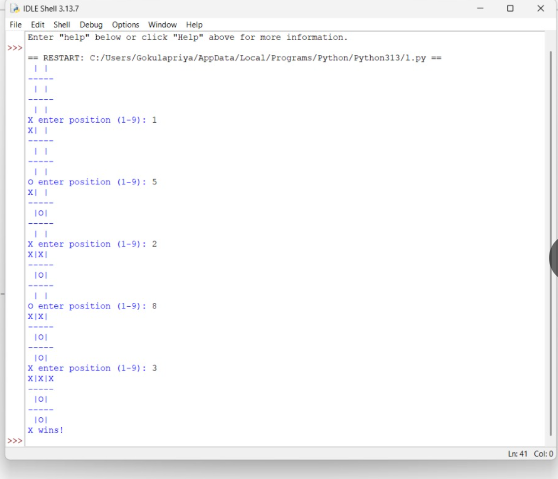 IDLE Shell 3.13.7
File Edit Shell Debug Options Window Help
Enter "help" below or click "Help" above for more information.
>>>
== RESTART: C:/Users/Gokulapriya/AppData/Local/Programs/Python/Python313/1.py ==
 | |
-----
 | |
-----
 | |
X enter position (1-9): 1
X| |
-----
 | |
-----
 | |
O enter position (1-9): 5
X| |
-----
 |O|
-----
 | |
X enter position (1-9): 2
X|X|
-----
 |O|
-----
 | |
O enter position (1-9): 8
X|X|
-----
 |O|
-----
 |O|
X enter position (1-9): 3
X|X|X
-----
 |O|
-----
 |O|
X wins!
>>>
Ln: 41 Col: 0